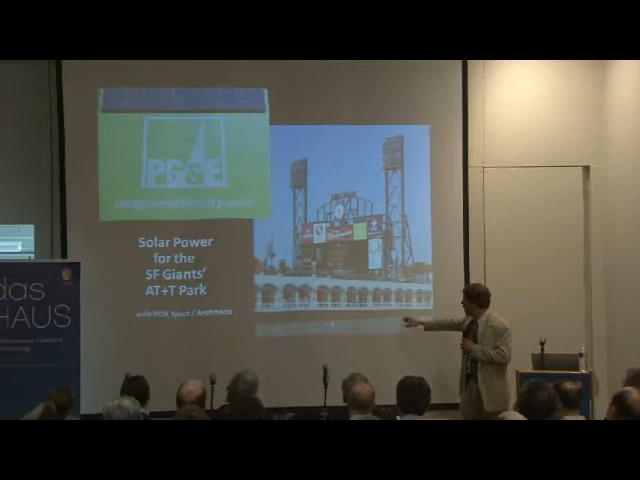 PG&E
Solar Power
for the
SF Giants'
AT+T Park
with HOK Sport / Architects
das
HAUS